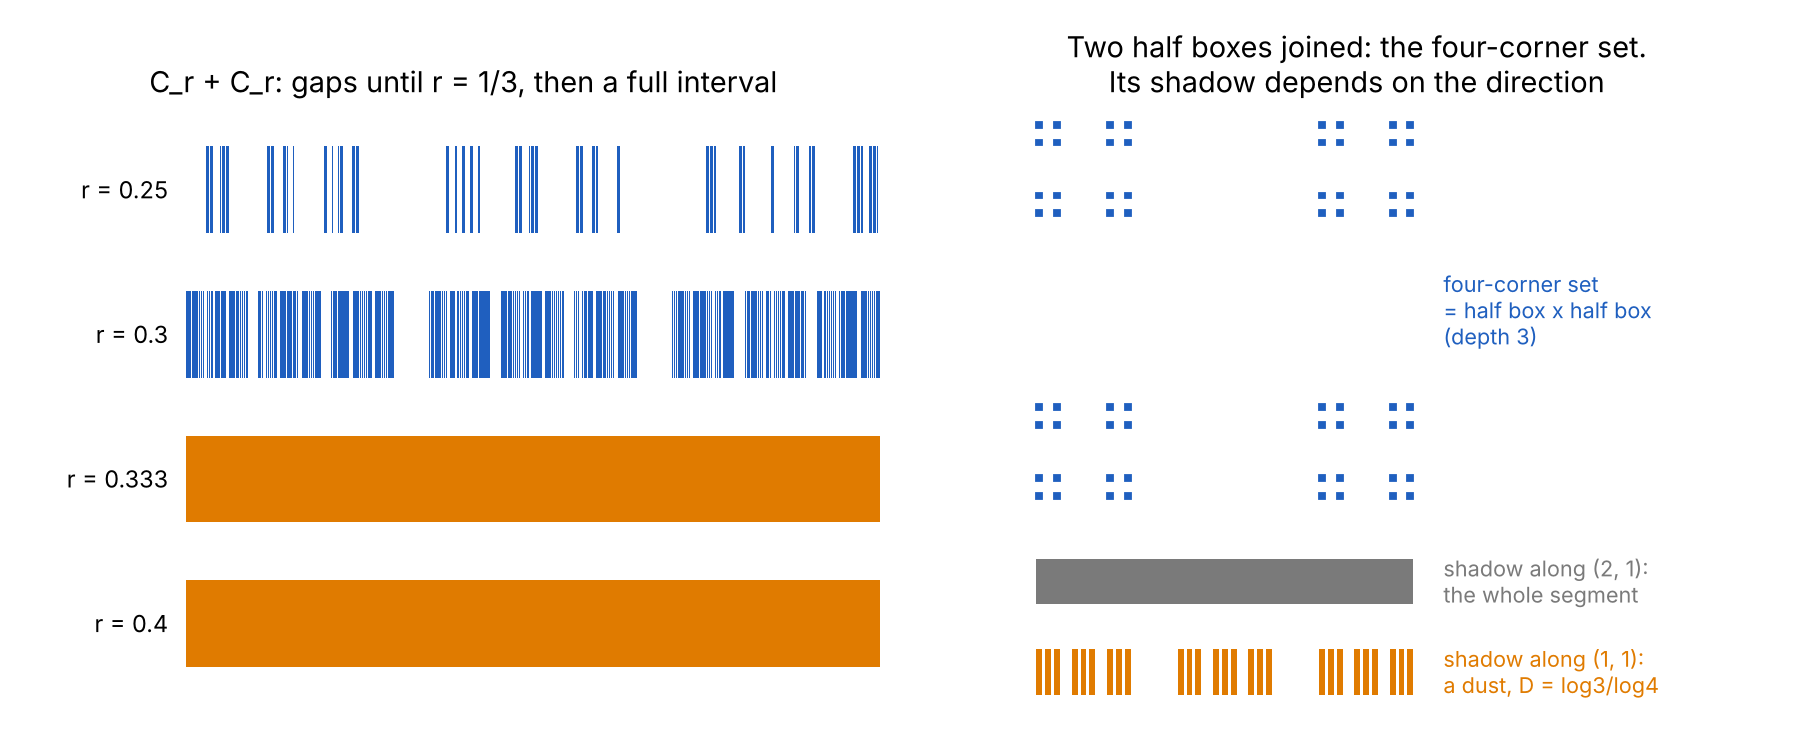 C_r + C_r: gaps until r = 1/3, then a full interval
r = 0.25
r = 0.3
r = 0.333
r = 0.4
Two half boxes joined: the four-corner set.
Its shadow depends on the direction
four-corner set
= half box x half box
(depth 3)
shadow along (2, 1):
the whole segment
shadow along (1, 1):
a dust, D = log3/log4